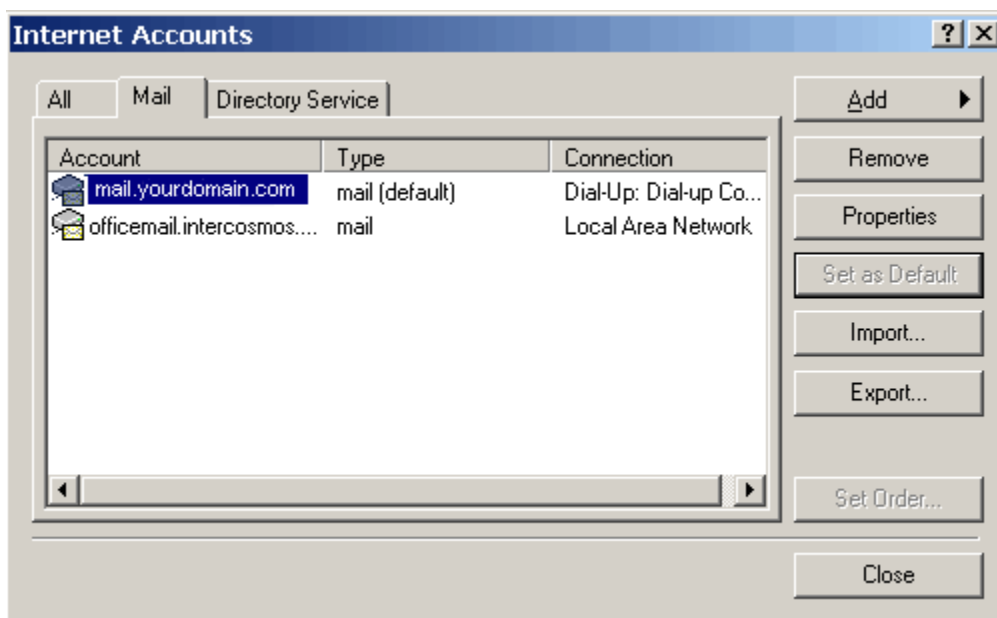 Internet Accounts
All Mail Directory Service
Account Type Connection
mail.yourdomain.com mail (default) Dial-Up: Dial-up Co...
officemail.intercosmos.... mail Local Area Network
Add
Remove
Properties
Set as Default
Import...
Export...
Set Order...
Close